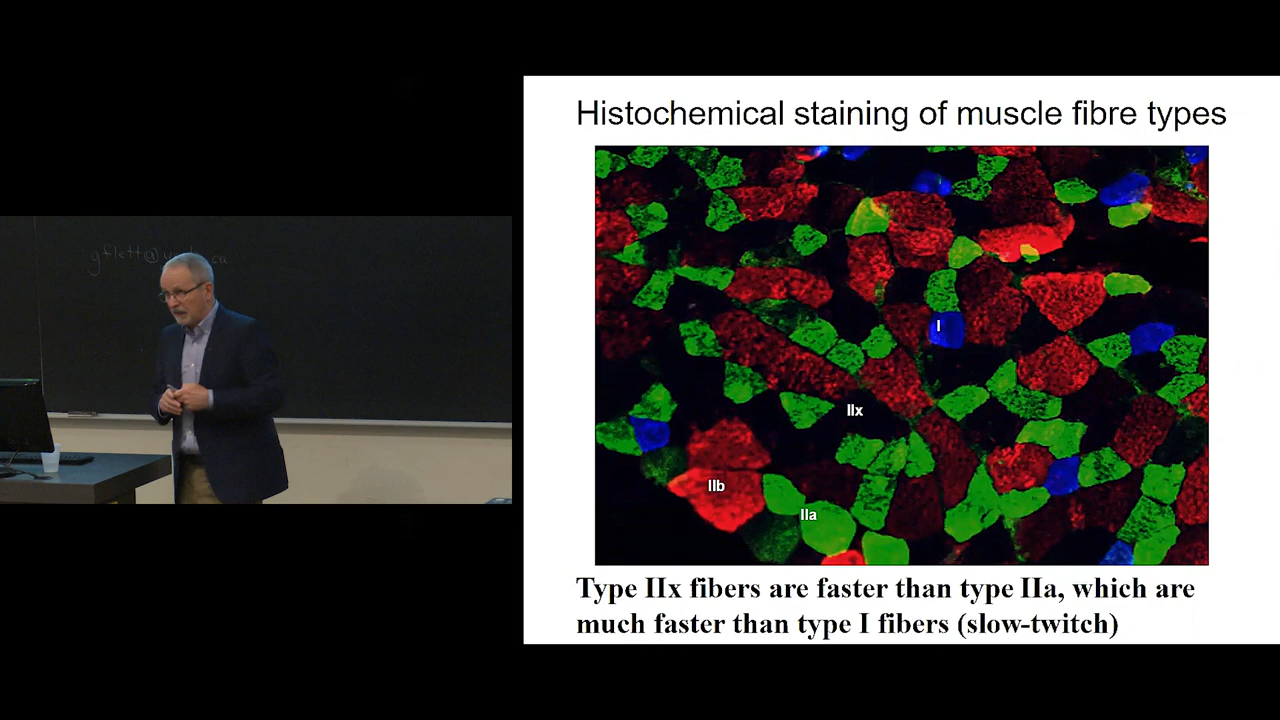 Histochemical staining of muscle fibre types
I
IIx
IIb
IIa
Type IIx fibers are faster than type IIa, which are
much faster than type I fibers (slow-twitch)